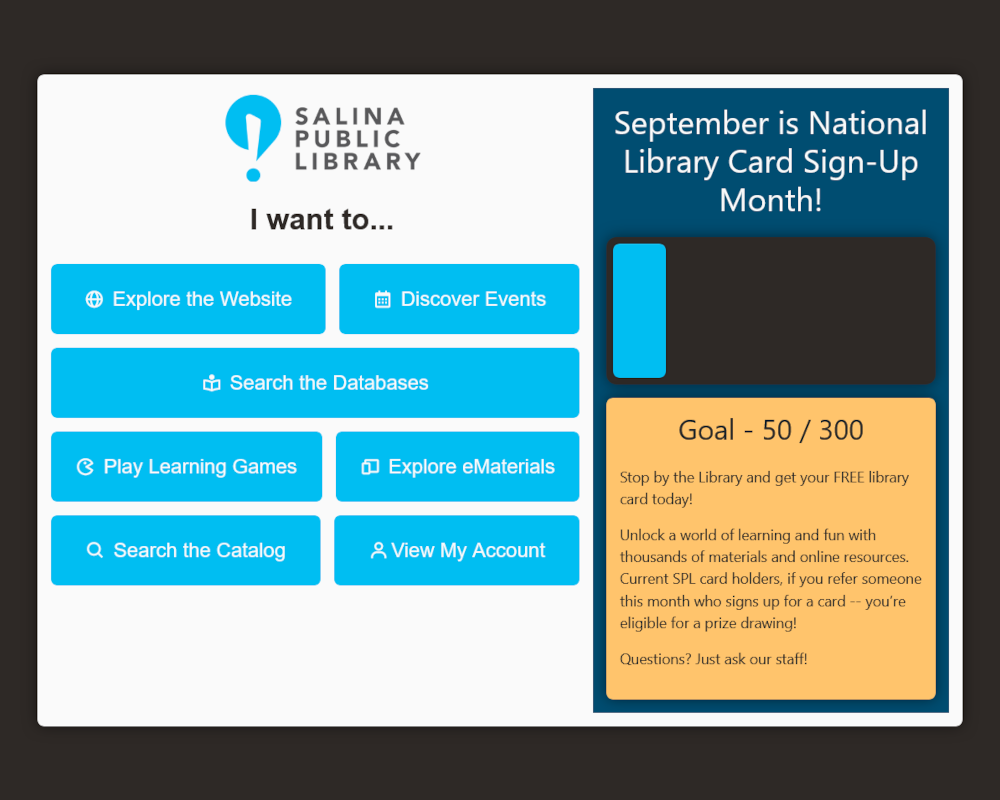 SALINA
PUBLIC
LIBRARY
I want to...
Explore the Website
Discover Events
Search the Databases
Play Learning Games
Explore eMaterials
Search the Catalog
View My Account
September is National
Library Card Sign-Up
Month!
Goal - 50 / 300
Stop by the Library and get your FREE library
card today!
Unlock a world of learning and fun with
thousands of materials and online resources.
Current SPL card holders, if you refer someone
this month who signs up for a card -- you're
eligible for a prize drawing!
Questions? Just ask our staff!